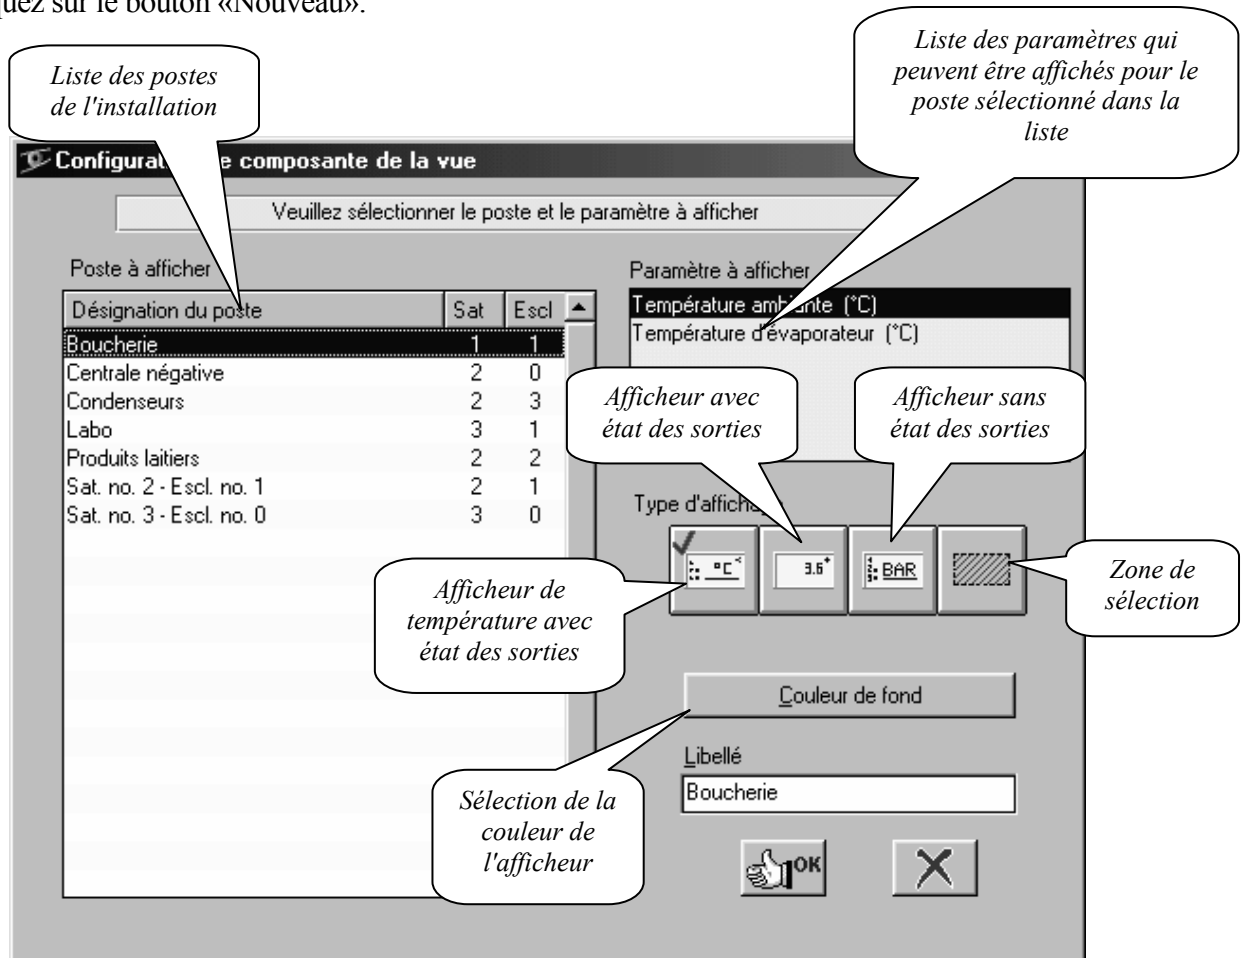 quez sur le bouton «Nouveau».
Liste des postes
de l'installation
Liste des paramètres qui
peuvent être affichés pour le
poste sélectionné dans la
liste
e composante de la vue
Veuillez sélectionner le poste et le paramètre à afficher
Poste à afficher
Paramètre à afficher
Désignation du poste Sat Escl
Boucherie 1 1
Centrale négative 2 0
Condenseurs 2 3
Labo 3 1
Produits laitiers 2 2
Sat. no. 2 - Escl. no. 1 2 1
Sat. no. 3 - Escl. no. 0 3 0
Température ambiante (°C)
Température d'évaporateur (°C)
Afficheur avec
état des sorties
Afficheur sans
état des sorties
Type d'affichage
°C
3.6
BAR
Zone de
sélection
Afficheur de
température avec
état des sorties
Couleur de fond
Sélection de la
couleur de
l'afficheur
Libellé
Boucherie
OK